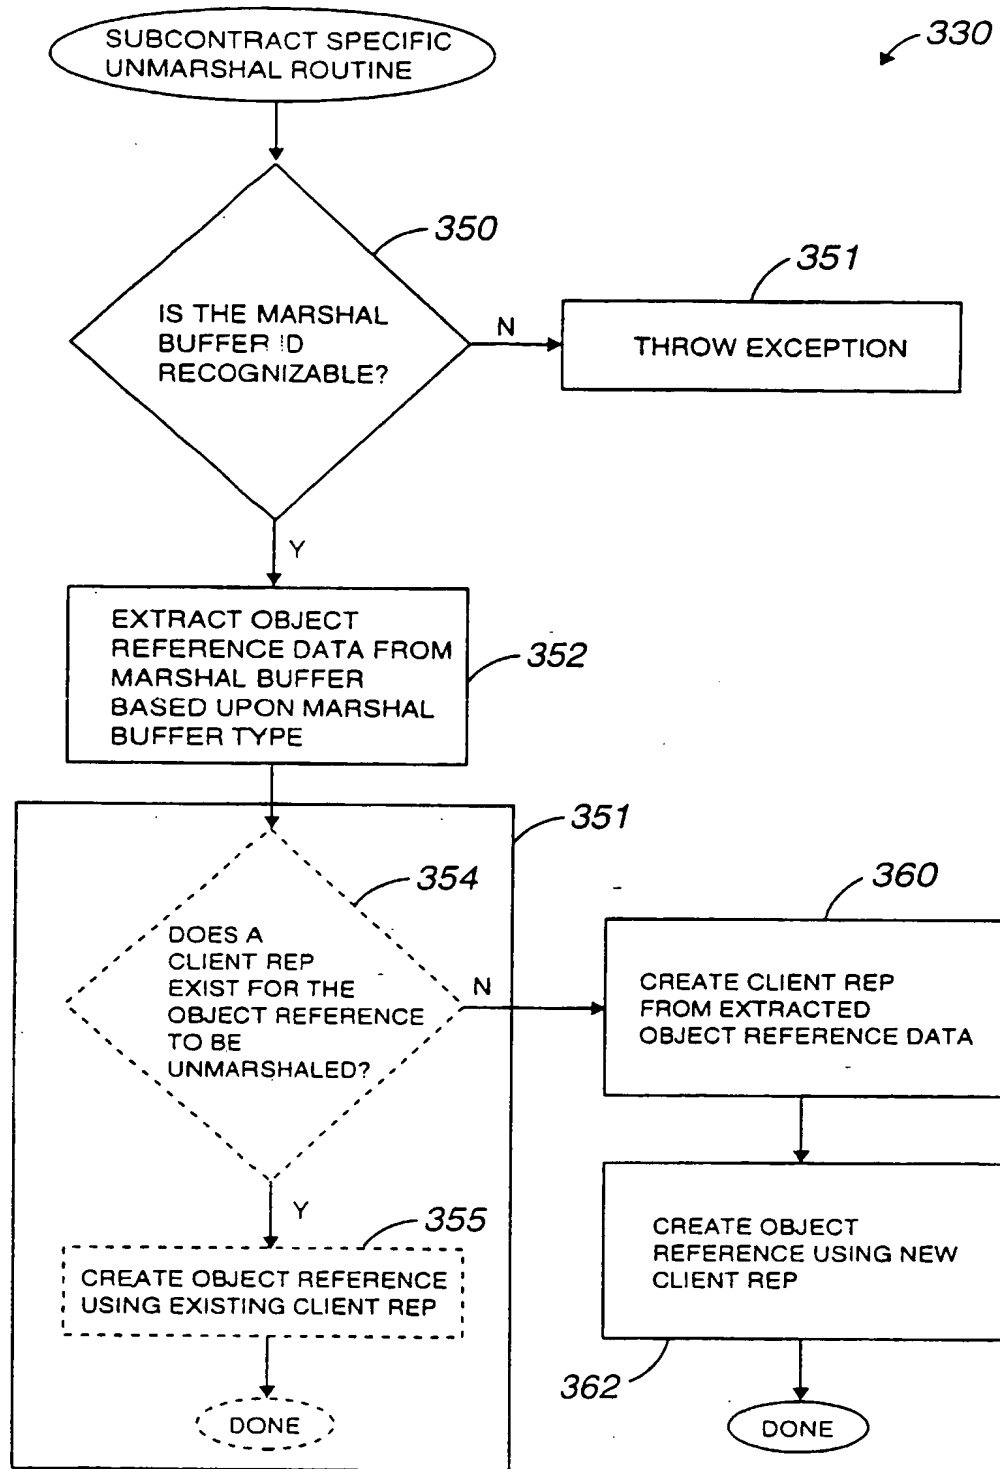 SUBCONTRACT SPECIFIC
UNMARSHAL ROUTINE
330
350
IS THE MARSHAL
BUFFER ID
RECOGNIZABLE?
N
351
THROW EXCEPTION
Y
EXTRACT OBJECT
REFERENCE DATA FROM
MARSHAL BUFFER
BASED UPON MARSHAL
BUFFER TYPE
352
351
354
DOES A
CLIENT REP
EXIST FOR THE
OBJECT REFERENCE
TO BE
UNMARSHALED?
N
360
CREATE CLIENT REP
FROM EXTRACTED
OBJECT REFERENCE DATA
Y
355
CREATE OBJECT REFERENCE
USING EXISTING CLIENT REP
DONE
CREATE OBJECT
REFERENCE USING NEW
CLIENT REP
362
DONE